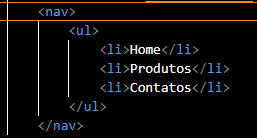 <nav>
<ul>
<li>Home</li>
<li>Produtos</li>
<li>Contatos</li>
</ul>
</nav>